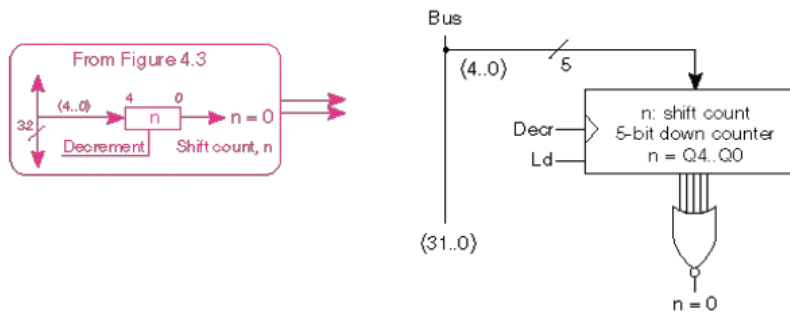 From Figure 4.3
⟨4..0⟩
4
0
32
n
n = 0
Decrement
Shift count, n
Bus
⟨4..0⟩
5
Decr
Ld
n: shift count
5-bit down counter
n = Q4..Q0
⟨31..0⟩
n = 0